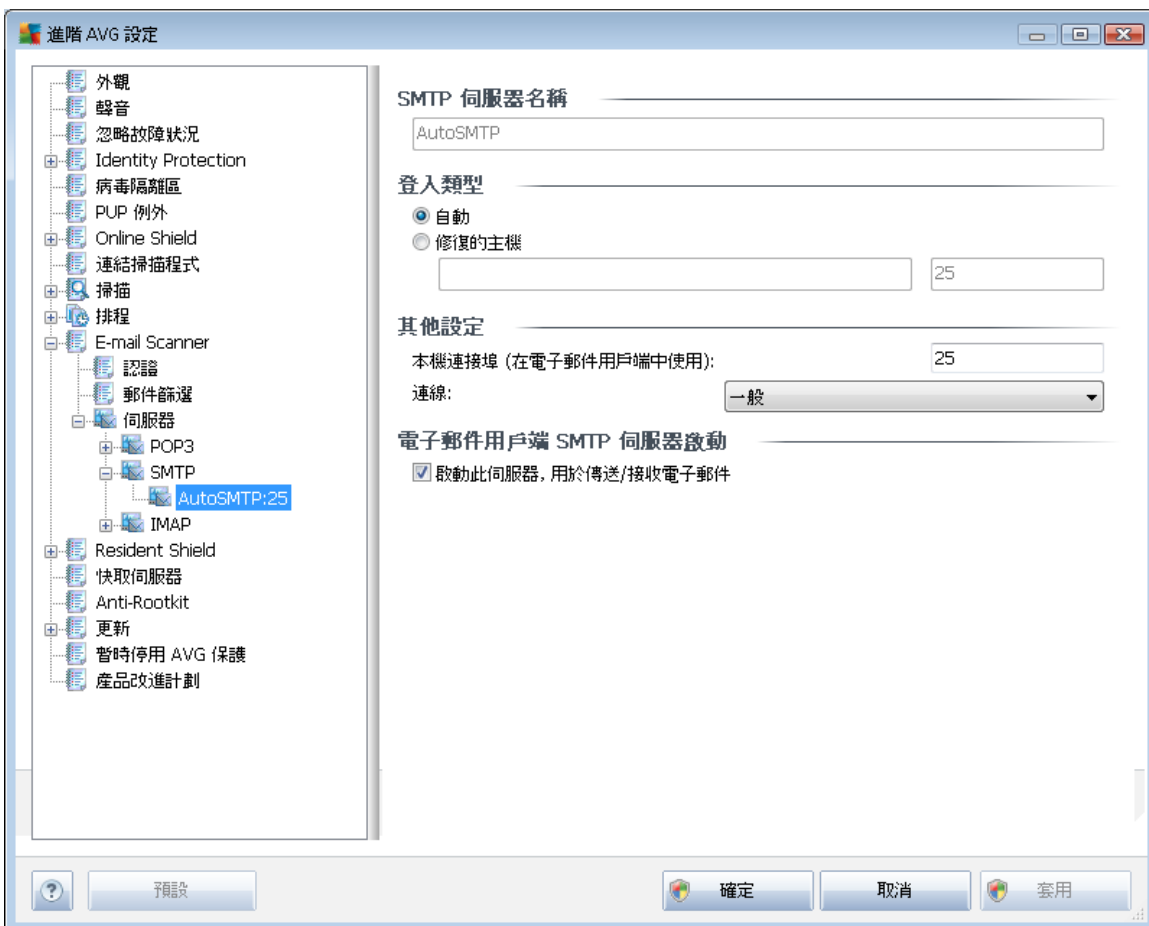 進階 AVG 設定
外觀
聲音
忽略故障狀況
Identity Protection
病毒隔離區
PUP 例外
Online Shield
連結掃描程式
掃描
排程
E-mail Scanner
認證
郵件篩選
伺服器
POP3
SMTP
AutoSMTP:25
IMAP
Resident Shield
快取伺服器
Anti-Rootkit
更新
暫時停用 AVG 保護
產品改進計劃
SMTP 伺服器名稱
AutoSMTP
登入類型
自動
修復的主機
25
其他設定
本機連接埠 (在電子郵件用戶端中使用): 25
連線: 一般
電子郵件用戶端 SMTP 伺服器啟動
啟動此伺服器, 用於傳送/接收電子郵件
? 預設 確定 取消 套用